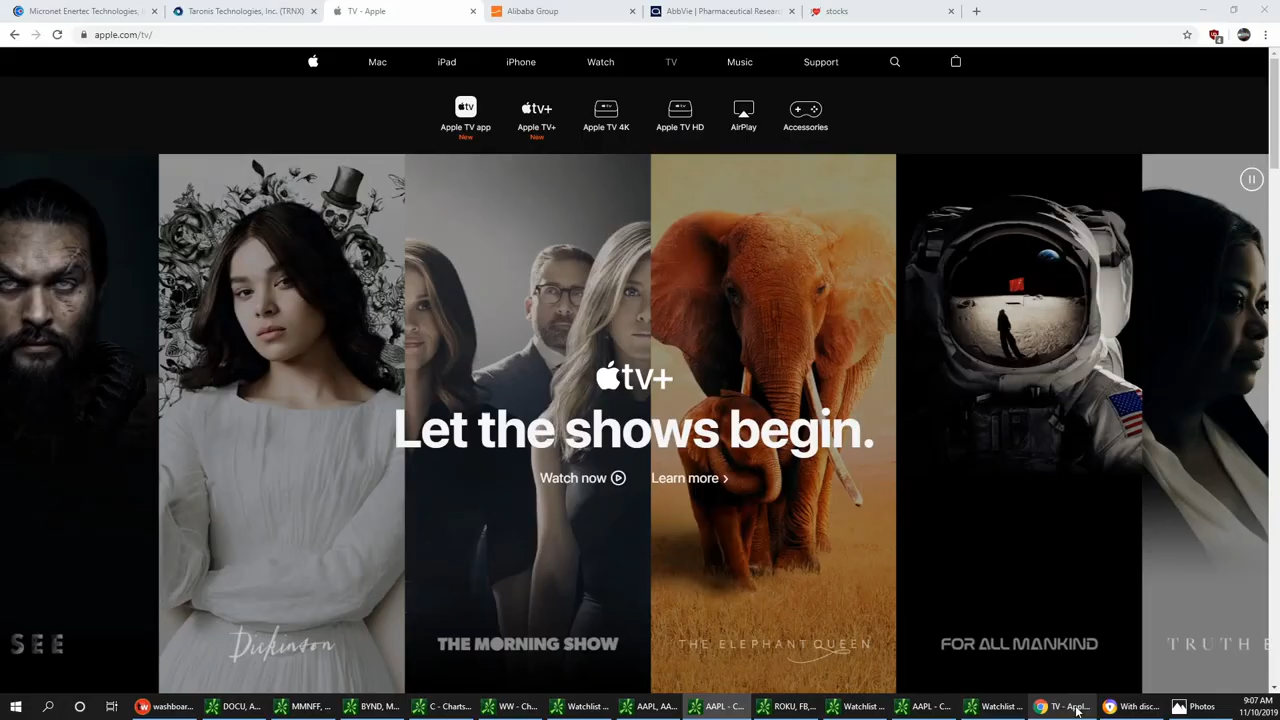 Micronet Enertec Technologies, I
Taronis Technologies, Inc. (TRNX)
TV - Apple
Alibaba Group
AbbVie | Pharmaceutical Resear
stocks
apple.com/tv/
Mac
iPad
iPhone
Watch
TV
Music
Support
tv
Apple TV app
New
tv+
Apple TV+
New
Apple TV 4K
Apple TV HD
AirPlay
Accessories
tv+
Let the shows begin.
Watch now
Learn more
SEE
Dickinson
THE MORNING SHOW
THE ELEPHANT QUEEN
FOR ALL MANKIND
TRUTH
washboar...
DOCU, A...
MMNFF, ...
BYND, M...
C - Charts...
WW - Cha...
Watchlist ...
AAPL, AA...
AAPL - C...
ROKU, FB,...
Watchlist ...
AAPL - C...
Watchlist ...
TV - Appl...
With disc...
Photos
9:07 AM
11/10/2019